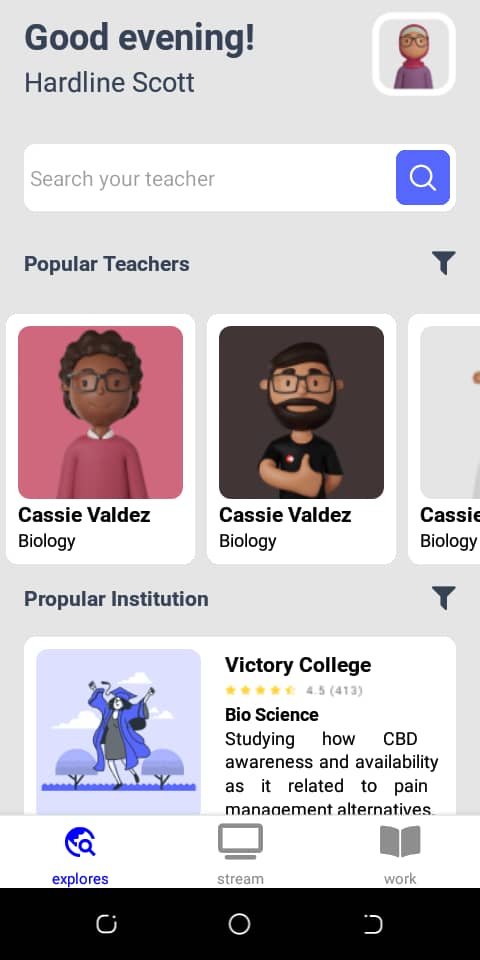 Good evening!
Hardline Scott
Search your teacher
Popular Teachers
Cassie Valdez
Biology
Cassie Valdez
Biology
Cassie
Biology
Propular Institution
Victory College
4.5 (413)
Bio Science
Studying how CBD
awareness and availability
as it related to pain
management alternatives.
explores
stream
work